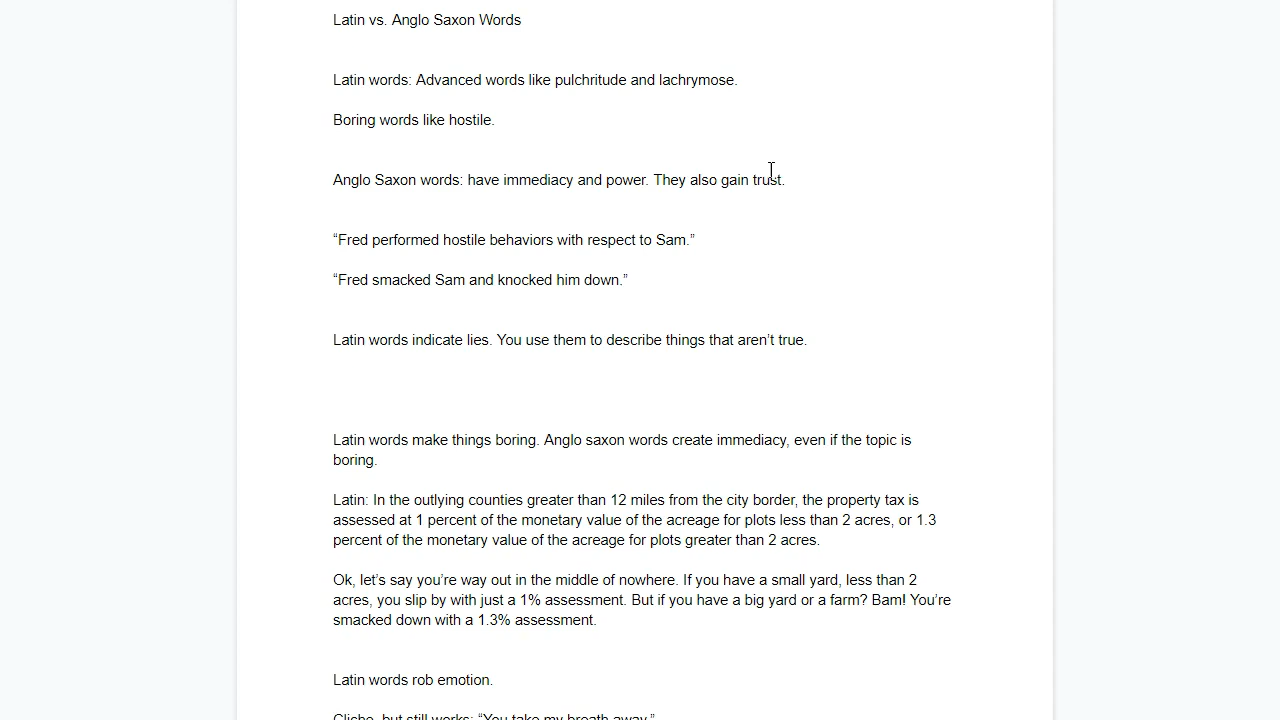 Latin vs. Anglo Saxon Words
Latin words: Advanced words like pulchritude and lachrymose.
Boring words like hostile.
Anglo Saxon words: have immediacy and power. They also gain trust.
“Fred performed hostile behaviors with respect to Sam.”
“Fred smacked Sam and knocked him down.”
Latin words indicate lies. You use them to describe things that aren’t true.
Latin words make things boring. Anglo saxon words create immediacy, even if the topic is
boring.
Latin: In the outlying counties greater than 12 miles from the city border, the property tax is
assessed at 1 percent of the monetary value of the acreage for plots less than 2 acres, or 1.3
percent of the monetary value of the acreage for plots greater than 2 acres.
Ok, let’s say you’re way out in the middle of nowhere. If you have a small yard, less than 2
acres, you slip by with just a 1% assessment. But if you have a big yard or a farm? Bam! You’re
smacked down with a 1.3% assessment.
Latin words rob emotion.
Cliche, but still works: “You take my breath away.”